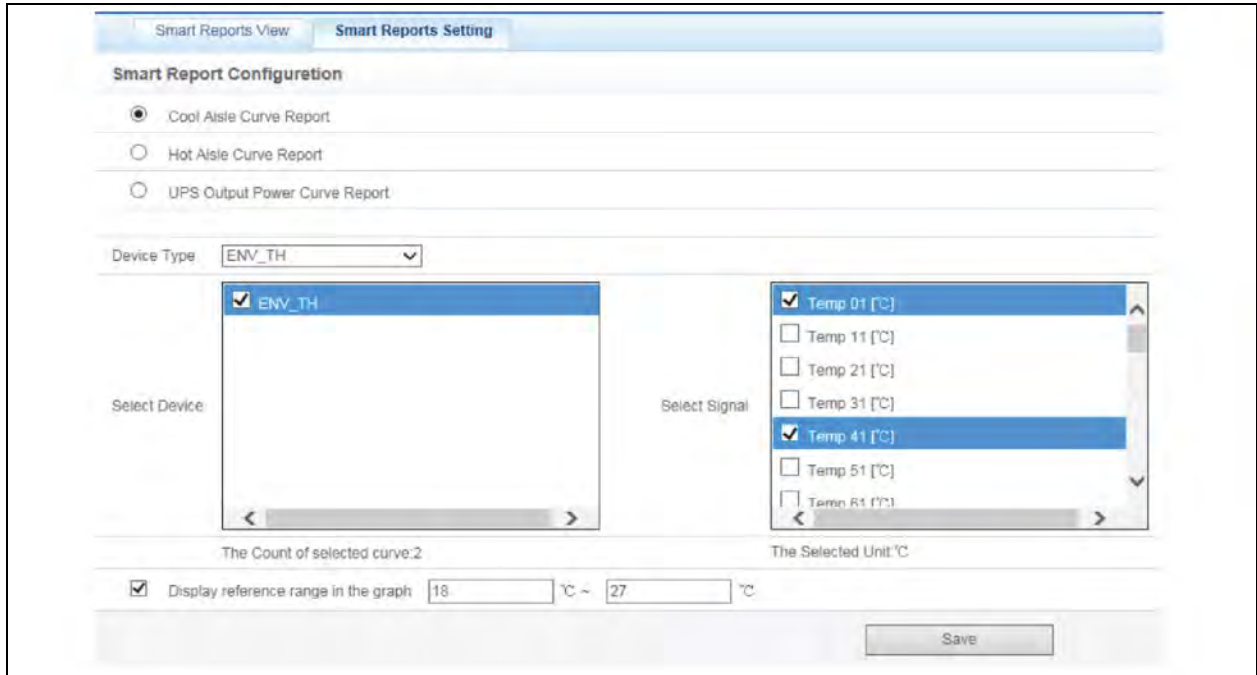 Smart Reports View Smart Reports Setting
Smart Report Configuretion
Cool Aisle Curve Report
Hot Aisle Curve Report
UPS Output Power Curve Report
Device Type ENV_TH
ENV_TH
Select Device
Select Signal
Temp 01 [℃]
Temp 11 [℃]
Temp 21 [℃]
Temp 31 [℃]
Temp 41 [℃]
Temp 51 [℃]
Temp 61 [℃]
The Count of selected curve:2 The Selected Unit:℃
Display reference range in the graph 18 ℃ ~ 27 ℃
Save